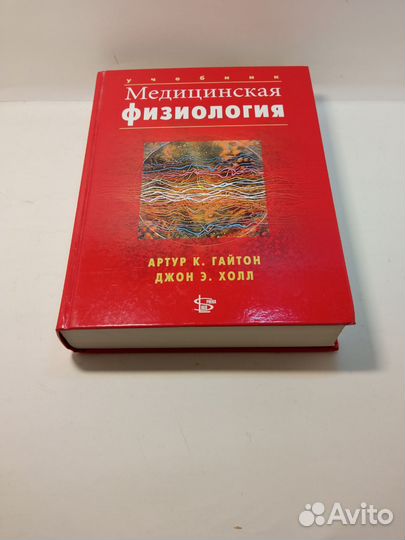 учебник
Медицинская
физиология
АРТУР К. ГАЙТОН
ДЖОН Э. ХОЛЛ
Avito